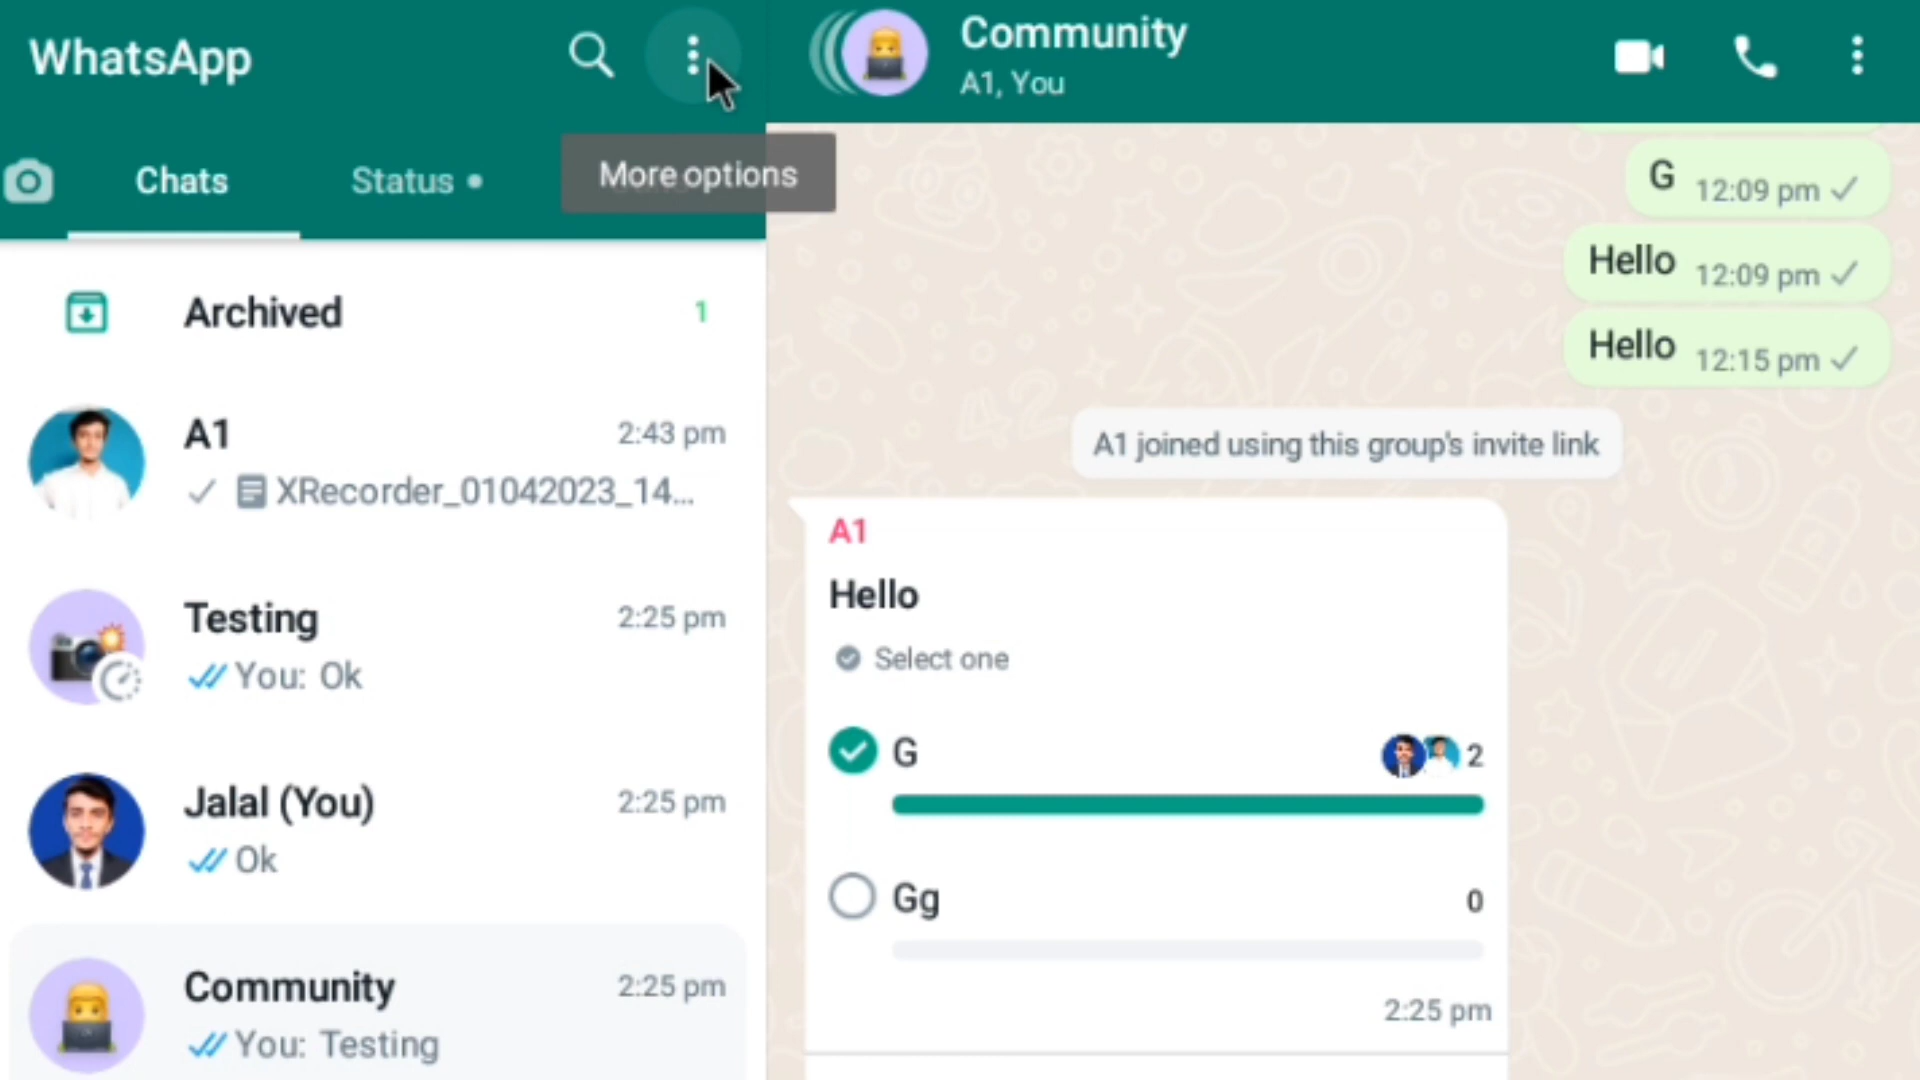 WhatsApp
Chats
Status
More options
Archived
1
A1
2:43 pm
XRecorder_01042023_14...
Testing
2:25 pm
You: Ok
Jalal (You)
2:25 pm
Ok
Community
2:25 pm
You: Testing
Community
A1, You
G 12:09 pm
Hello 12:09 pm
Hello 12:15 pm
A1 joined using this group's invite link
A1
Hello
Select one
G 2
Gg 0
2:25 pm